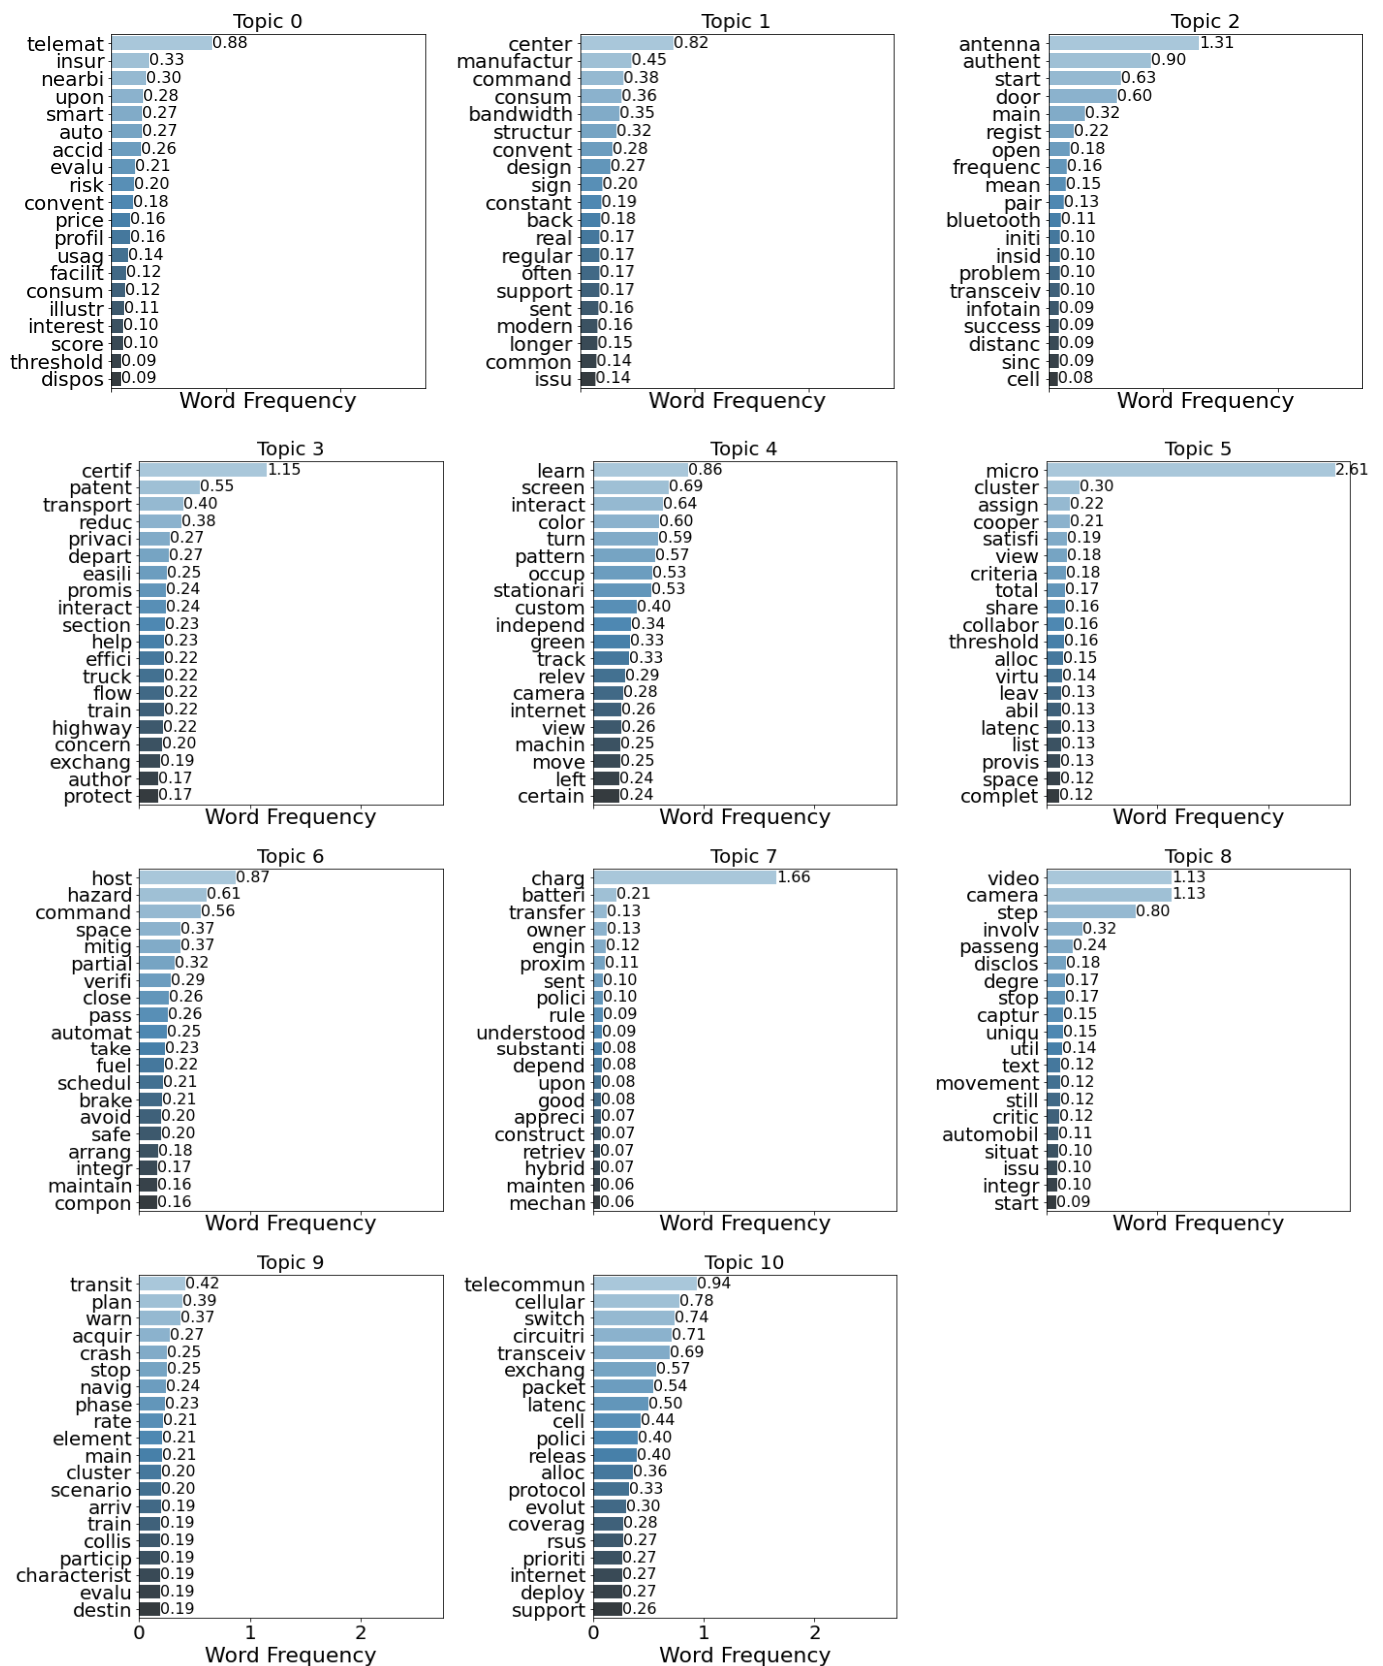 Topic 0
telemat 0.88
insur 0.33
nearbi 0.30
upon 0.28
smart 0.27
auto 0.27
accid 0.26
evalu 0.21
risk 0.20
convent 0.18
price 0.16
profil 0.16
usag 0.14
facilit 0.12
consum 0.12
illustr 0.11
interest 0.10
score 0.10
threshold 0.09
dispos 0.09
Word Frequency
Topic 1
center 0.82
manufactur 0.45
command 0.38
consum 0.36
bandwidth 0.35
structur 0.32
convent 0.28
design 0.27
sign 0.20
constant 0.19
back 0.18
real 0.17
regular 0.17
often 0.17
support 0.17
sent 0.16
modern 0.16
longer 0.15
common 0.14
issu 0.14
Word Frequency
Topic 2
antenna 1.31
authent 0.90
start 0.63
door 0.60
main 0.32
regist 0.22
open 0.18
frequenc 0.16
mean 0.15
pair 0.13
bluetooth 0.11
initi 0.10
insid 0.10
problem 0.10
transceiv 0.10
infotain 0.09
success 0.09
distanc 0.09
sinc 0.09
cell 0.08
Word Frequency
Topic 3
certif 1.15
patent 0.55
transport 0.40
reduc 0.38
privaci 0.27
depart 0.27
easili 0.25
promis 0.24
interact 0.24
section 0.23
help 0.23
effici 0.22
truck 0.22
flow 0.22
train 0.22
highway 0.22
concern 0.20
exchang 0.19
author 0.17
protect 0.17
Word Frequency
Topic 4
learn 0.86
screen 0.69
interact 0.64
color 0.60
turn 0.59
pattern 0.57
occup 0.53
stationari 0.53
custom 0.40
independ 0.34
green 0.33
track 0.33
relev 0.29
camera 0.28
internet 0.26
view 0.26
machin 0.25
move 0.25
left 0.24
certain 0.24
Word Frequency
Topic 5
micro 2.61
cluster 0.30
assign 0.22
cooper 0.21
satisfi 0.19
view 0.18
criteria 0.18
total 0.17
share 0.16
collabor 0.16
threshold 0.16
alloc 0.15
virtu 0.14
leav 0.13
abil 0.13
latenc 0.13
list 0.13
provis 0.13
space 0.12
complet 0.12
Word Frequency
Topic 6
host 0.87
hazard 0.61
command 0.56
space 0.37
mitig 0.37
partial 0.32
verifi 0.29
close 0.26
pass 0.26
automat 0.25
take 0.23
fuel 0.22
schedul 0.21
brake 0.21
avoid 0.20
safe 0.20
arrang 0.18
integr 0.17
maintain 0.16
compon 0.16
Word Frequency
Topic 7
charg 1.66
batteri 0.21
transfer 0.13
owner 0.13
engin 0.12
proxim 0.11
sent 0.10
polici 0.10
rule 0.09
understood 0.09
substanti 0.08
depend 0.08
upon 0.08
good 0.08
appreci 0.07
construct 0.07
retriev 0.07
hybrid 0.07
mainten 0.06
mechan 0.06
Word Frequency
Topic 8
video 1.13
camera 1.13
step 0.80
involv 0.32
passeng 0.24
disclos 0.18
degre 0.17
stop 0.17
captur 0.15
uniqu 0.15
util 0.14
text 0.12
movement 0.12
still 0.12
critic 0.12
automobil 0.11
situat 0.10
issu 0.10
integr 0.10
start 0.09
Word Frequency
Topic 9
transit 0.42
plan 0.39
warn 0.37
acquir 0.27
crash 0.25
stop 0.25
navig 0.24
phase 0.23
rate 0.21
element 0.21
main 0.21
cluster 0.20
scenario 0.20
arriv 0.19
train 0.19
collis 0.19
particip 0.19
characterist 0.19
evalu 0.19
destin 0.19
0 1 2
Word Frequency
Topic 10
telecommun 0.94
cellular 0.78
switch 0.74
circuitri 0.71
transceiv 0.69
exchang 0.57
packet 0.54
latenc 0.50
cell 0.44
polici 0.40
releas 0.40
alloc 0.36
protocol 0.33
evolut 0.30
coverag 0.28
rsus 0.27
prioriti 0.27
internet 0.27
deploy 0.27
support 0.26
0 1 2
Word Frequency